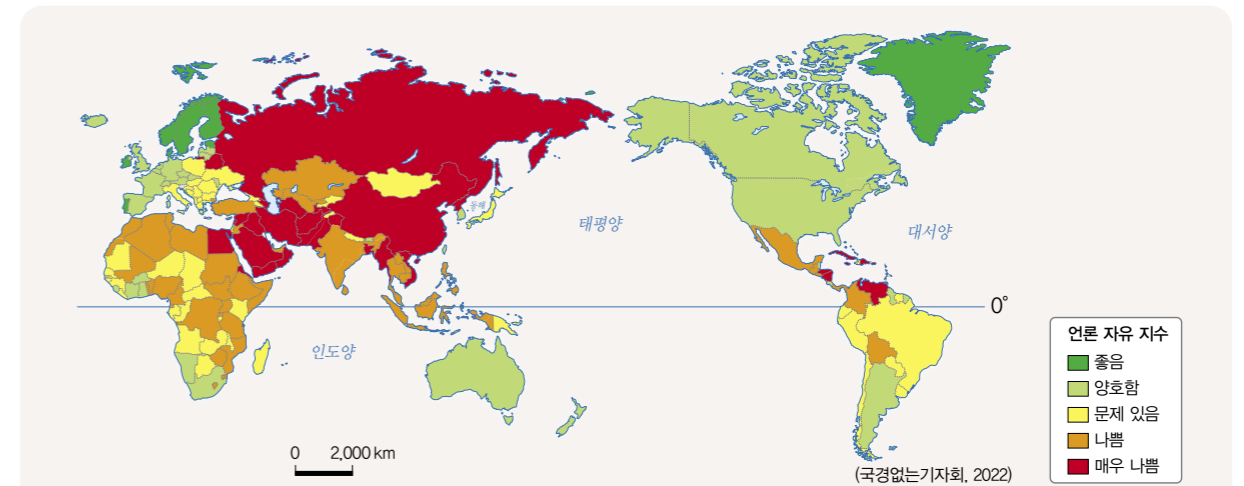 동해
태평양
대서양
0°
인도양
언론 자유 지수
좋음
양호함
문제 있음
나쁨
매우 나쁨
0 2,000 km
(국경없는기자회, 2022)